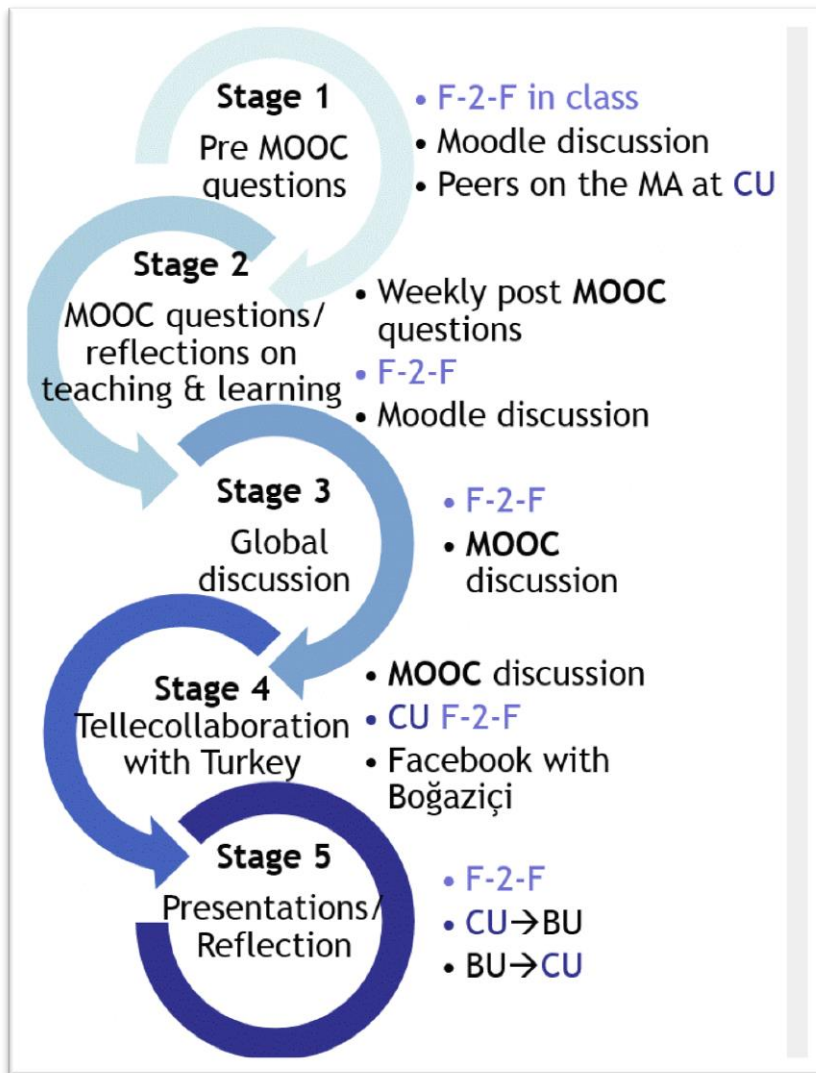 Stage 1
Pre MOOC
questions
• F-2-F in class
• Moodle discussion
• Peers on the MA at CU
Stage 2
MOOC questions/
reflections on
teaching & learning
• Weekly post MOOC
questions
• F-2-F
• Moodle discussion
Stage 3
Global
discussion
• F-2-F
• MOOC
discussion
Stage 4
Tellecollaboration
with Turkey
• MOOC discussion
• CU F-2-F
• Facebook with
Boğaziçi
Stage 5
Presentations/
Reflection
• F-2-F
• CU→BU
• BU→CU